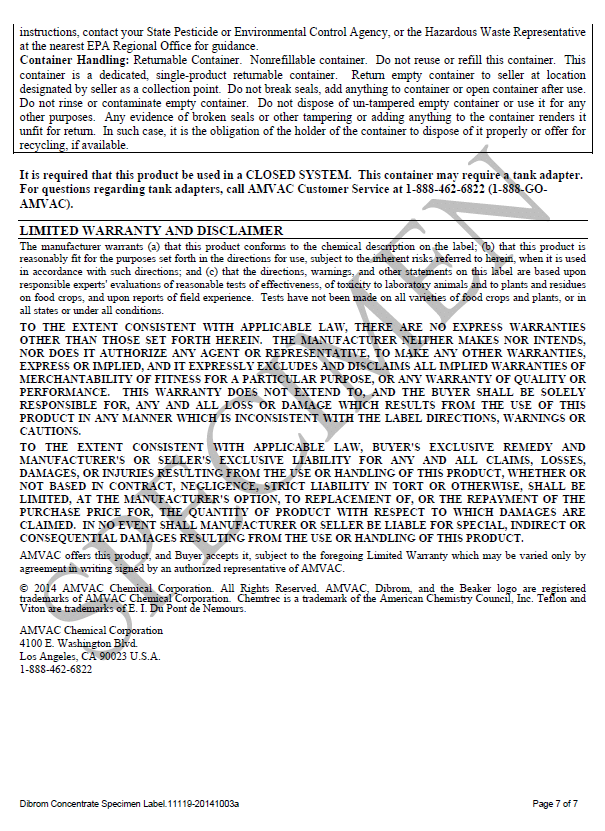 instructions, contact your State Pesticide or Environmental Control Agency, or the Hazardous Waste Representative
at the nearest EPA Regional Office for guidance.
Container Handling: Returnable Container. Nonrefillable container. Do not reuse or refill this container. This
container is a dedicated, single-product returnable container. Return empty container to seller at location
designated by seller as a collection point. Do not break seals, add anything to container or open container after use.
Do not rinse or contaminate empty container. Do not dispose of un-tampered empty container or use it for any
other purposes. Any evidence of broken seals or other tampering or adding anything to the container renders it
unfit for return. In such case, it is the obligation of the holder of the container to dispose of it properly or offer for
recycling, if available.
It is required that this product be used in a CLOSED SYSTEM. This container may require a tank adapter.
For questions regarding tank adapters, call AMVAC Customer Service at 1-888-462-6822 (1-888-GO-
AMVAC).
LIMITED WARRANTY AND DISCLAIMER
The manufacturer warrants (a) that this product conforms to the chemical description on the label; (b) that this product is
reasonably fit for the purposes set forth in the directions for use, subject to the inherent risks referred to herein, when it is used
in accordance with such directions; and (c) that the directions, warnings, and other statements on this label are based upon
responsible experts' evaluations of reasonable tests of effectiveness, of toxicity to laboratory animals and to plants and residues
on food crops, and upon reports of field experience. Tests have not been made on all varieties of food crops and plants, or in
all states or under all conditions.
TO THE EXTENT CONSISTENT WITH APPLICABLE LAW, THERE ARE NO EXPRESS WARRANTIES
OTHER THAN THOSE SET FORTH HEREIN. THE MANUFACTURER NEITHER MAKES NOR INTENDS,
NOR DOES IT AUTHORIZE ANY AGENT OR REPRESENTATIVE, TO MAKE ANY OTHER WARRANTIES,
EXPRESS OR IMPLIED, AND IT EXPRESSLY EXCLUDES AND DISCLAIMS ALL IMPLIED WARRANTIES OF
MERCHANTABILITY OF FITNESS FOR A PARTICULAR PURPOSE, OR ANY WARRANTY OF QUALITY OR
PERFORMANCE. THIS WARRANTY DOES NOT EXTEND TO, AND THE BUYER SHALL BE SOLELY
RESPONSIBLE FOR, ANY AND ALL LOSS OR DAMAGE WHICH RESULTS FROM THE USE OF THIS
PRODUCT IN ANY MANNER WHICH IS INCONSISTENT WITH THE LABEL DIRECTIONS, WARNINGS OR
CAUTIONS.
TO THE EXTENT CONSISTENT WITH APPLICABLE LAW, BUYER'S EXCLUSIVE REMEDY AND
MANUFACTURER'S OR SELLER'S EXCLUSIVE LIABILITY FOR ANY AND ALL CLAIMS, LOSSES,
DAMAGES, OR INJURIES RESULTING FROM THE USE OR HANDLING OF THIS PRODUCT, WHETHER OR
NOT BASED IN CONTRACT, NEGLIGENCE, STRICT LIABILITY IN TORT OR OTHERWISE, SHALL BE
LIMITED, AT THE MANUFACTURER'S OPTION, TO REPLACEMENT OF, OR THE REPAYMENT OF THE
PURCHASE PRICE FOR, THE QUANTITY OF PRODUCT WITH RESPECT TO WHICH DAMAGES ARE
CLAIMED. IN NO EVENT SHALL MANUFACTURER OR SELLER BE LIABLE FOR SPECIAL, INDIRECT OR
CONSEQUENTIAL DAMAGES RESULTING FROM THE USE OR HANDLING OF THIS PRODUCT.
AMVAC offers this product, and Buyer accepts it, subject to the foregoing Limited Warranty which may be varied only by
agreement in writing signed by an authorized representative of AMVAC.
© 2014 AMVAC Chemical Corporation. All Rights Reserved. AMVAC, Dibrom, and the Beaker logo are registered
trademarks of AMVAC Chemical Corporation. Chemtrec is a trademark of the American Chemistry Council, Inc. Teflon and
Viton are trademarks of E. I. Du Pont de Nemours.
AMVAC Chemical Corporation
4100 E. Washington Blvd.
Los Angeles, CA 90023 U.S.A.
1-888-462-6822
SPECIMEN
Dibrom Concentrate Specimen Label.11119-20141003a Page 7 of 7